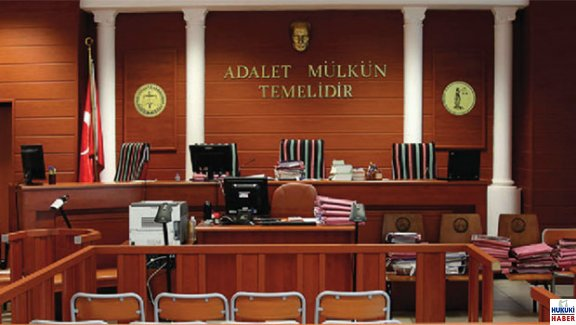 ADALET MÜLKÜN
TEMELİDİR
HUKUKİ
HABER